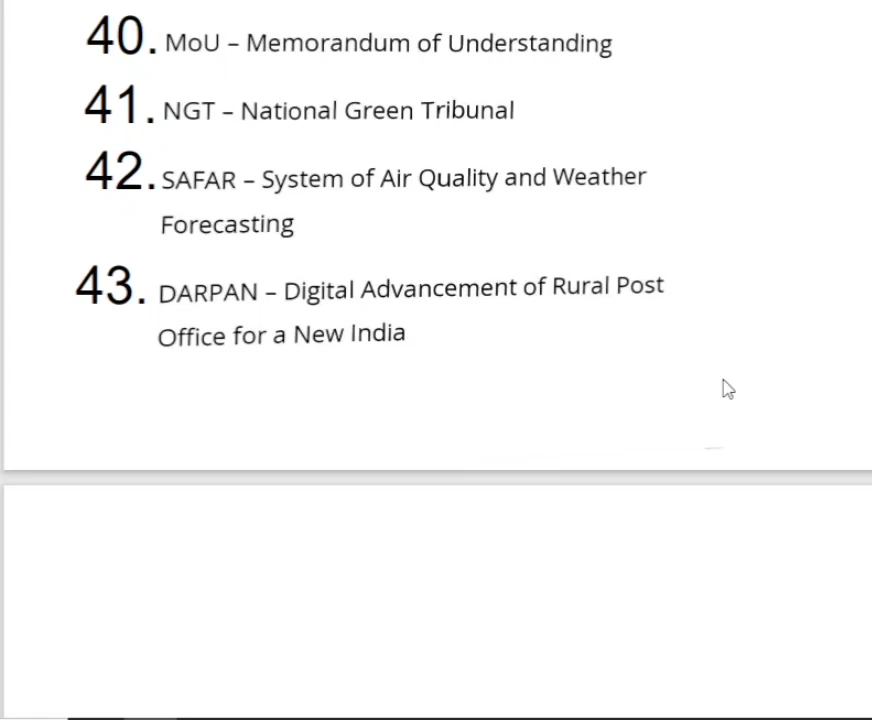 40. MoU – Memorandum of Understanding
41. NGT – National Green Tribunal
42. SAFAR – System of Air Quality and Weather
Forecasting
43. DARPAN – Digital Advancement of Rural Post
Office for a New India